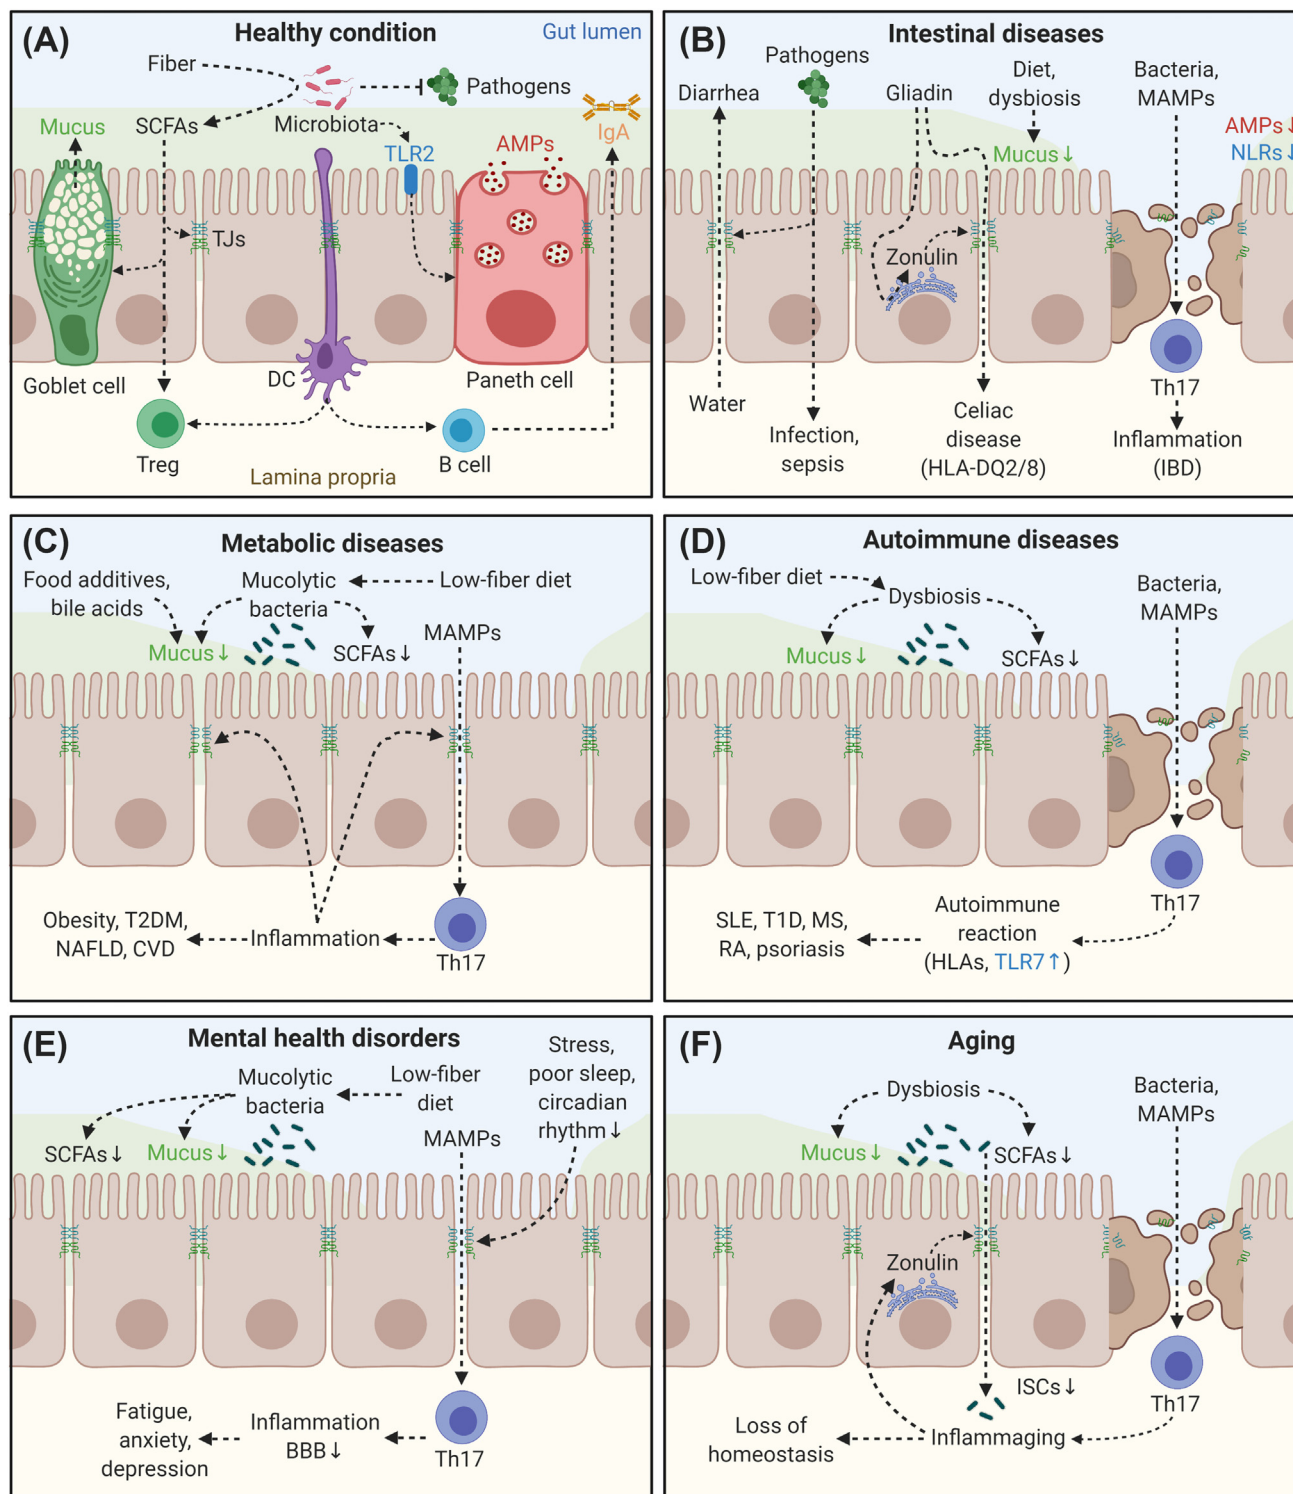 (A)
Healthy condition
Gut lumen
Fiber
Pathogens
Mucus
SCFAs
Microbiota
IgA
TLR2
AMPs
TJs
Goblet cell
DC
Paneth cell
Treg
B cell
Lamina propria
(B)
Intestinal diseases
Pathogens
Diarrhea
Gliadin
Diet,
dysbiosis
Bacteria,
MAMPs
Mucus↓
AMPs↓
NLRs↓
Zonulin
Water
Th17
Infection,
sepsis
Celiac
disease
(HLA-DQ2/8)
Inflammation
(IBD)
(C)
Metabolic diseases
Food additives,
bile acids
Mucolytic
bacteria
Low-fiber diet
Mucus↓
SCFAs↓
MAMPs
Obesity, T2DM,
NAFLD, CVD
Inflammation
Th17
(D)
Autoimmune diseases
Low-fiber diet
Dysbiosis
Bacteria,
MAMPs
Mucus↓
SCFAs↓
Th17
SLE, T1D, MS,
RA, psoriasis
Autoimmune
reaction
(HLAs, TLR7↑)
(E)
Mental health disorders
Mucolytic
bacteria
Low-fiber
diet
Stress,
poor sleep,
circadian
rhythm↓
SCFAs↓
Mucus↓
MAMPs
Fatigue,
anxiety,
depression
Inflammation
BBB↓
Th17
(F)
Aging
Dysbiosis
Bacteria,
MAMPs
Mucus↓
SCFAs↓
Zonulin
ISCs↓
Th17
Loss of
homeostasis
Inflammaging